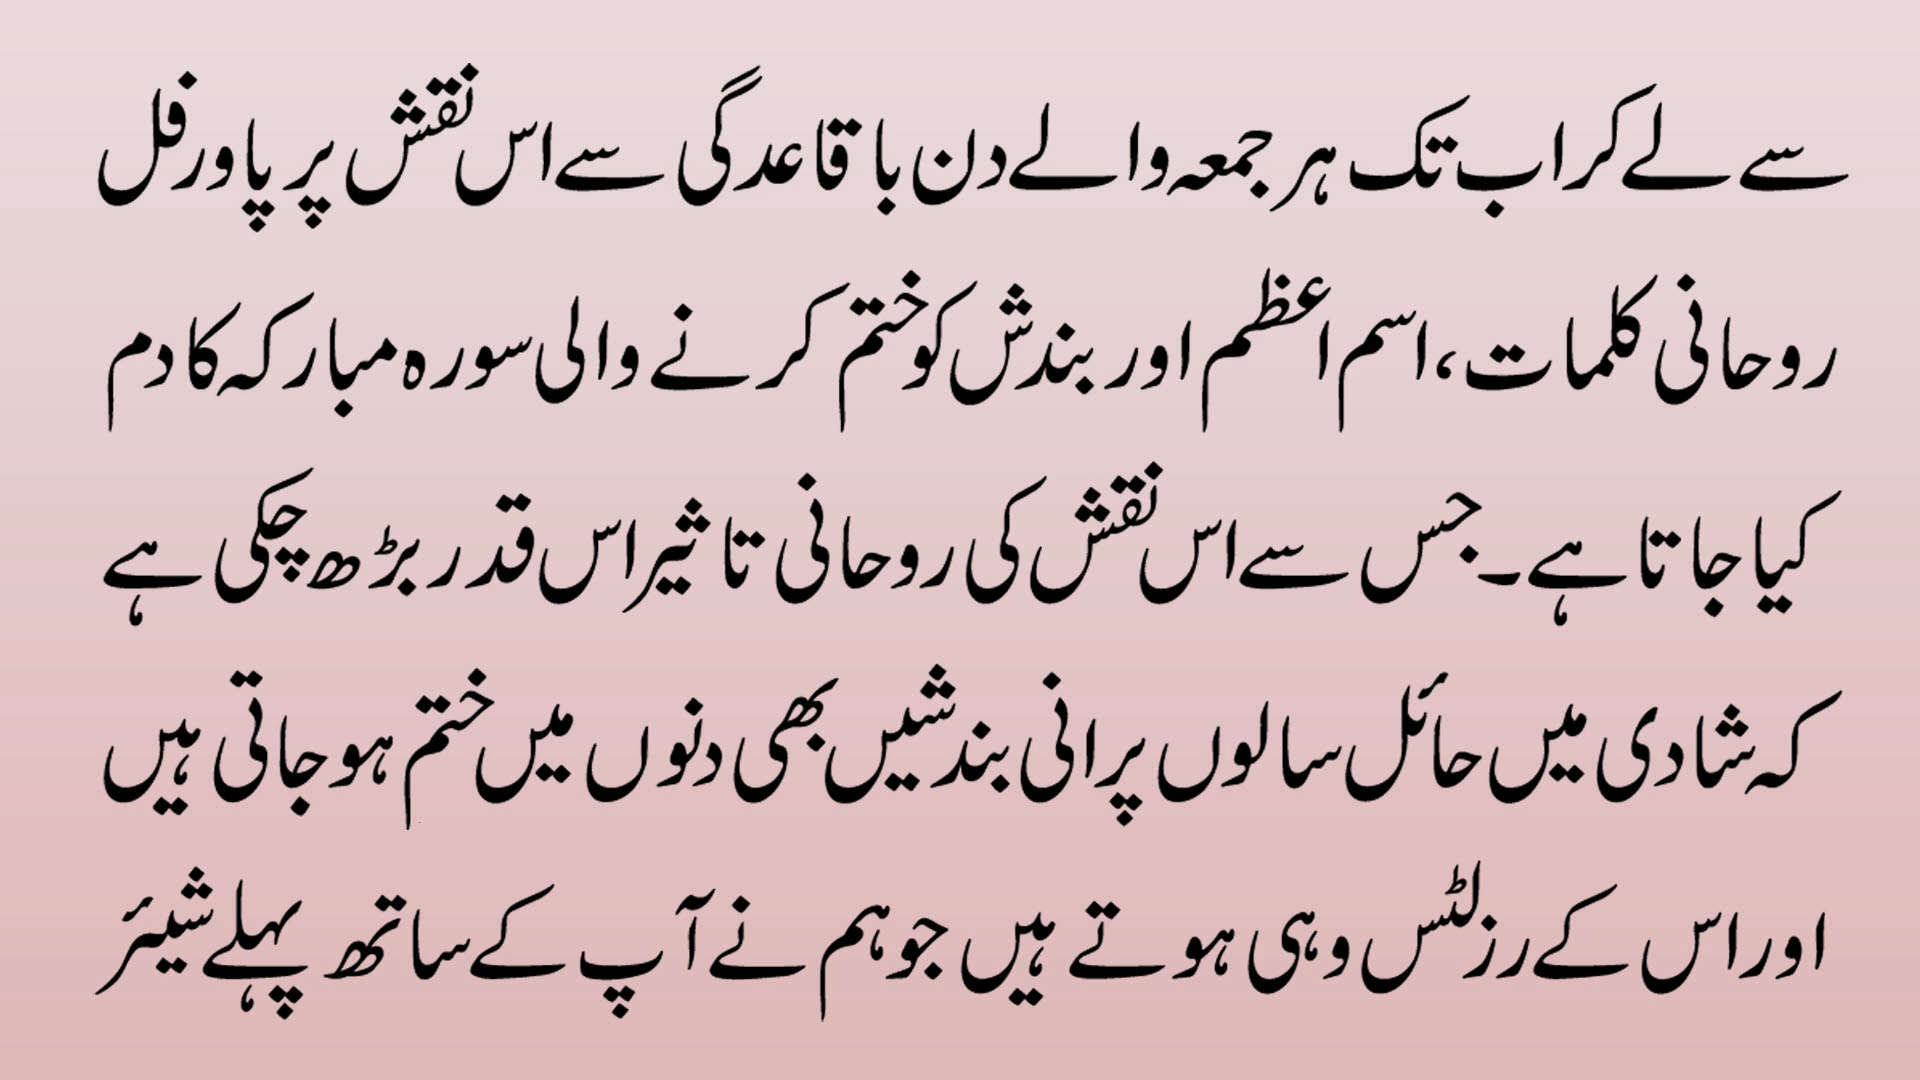 سے لے کر اب تک ہر جمعہ والے دن باقاعدگی سے اس نقش پر پاورفل
روحانی کلمات، اسم اعظم اور بندش کو ختم کرنے والی سورہ مبارکہ کا دم
کیا جاتا ہے۔ جس سے اس نقش کی روحانی تاثیر اس قدر بڑھ چکی ہے
کہ شادی میں حائل سالوں پرانی بندشیں بھی دنوں میں ختم ہو جاتی ہیں
اور اس کے رزلٹس وہی ہوتے ہیں جو ہم نے آپ کے ساتھ پہلے شیئر